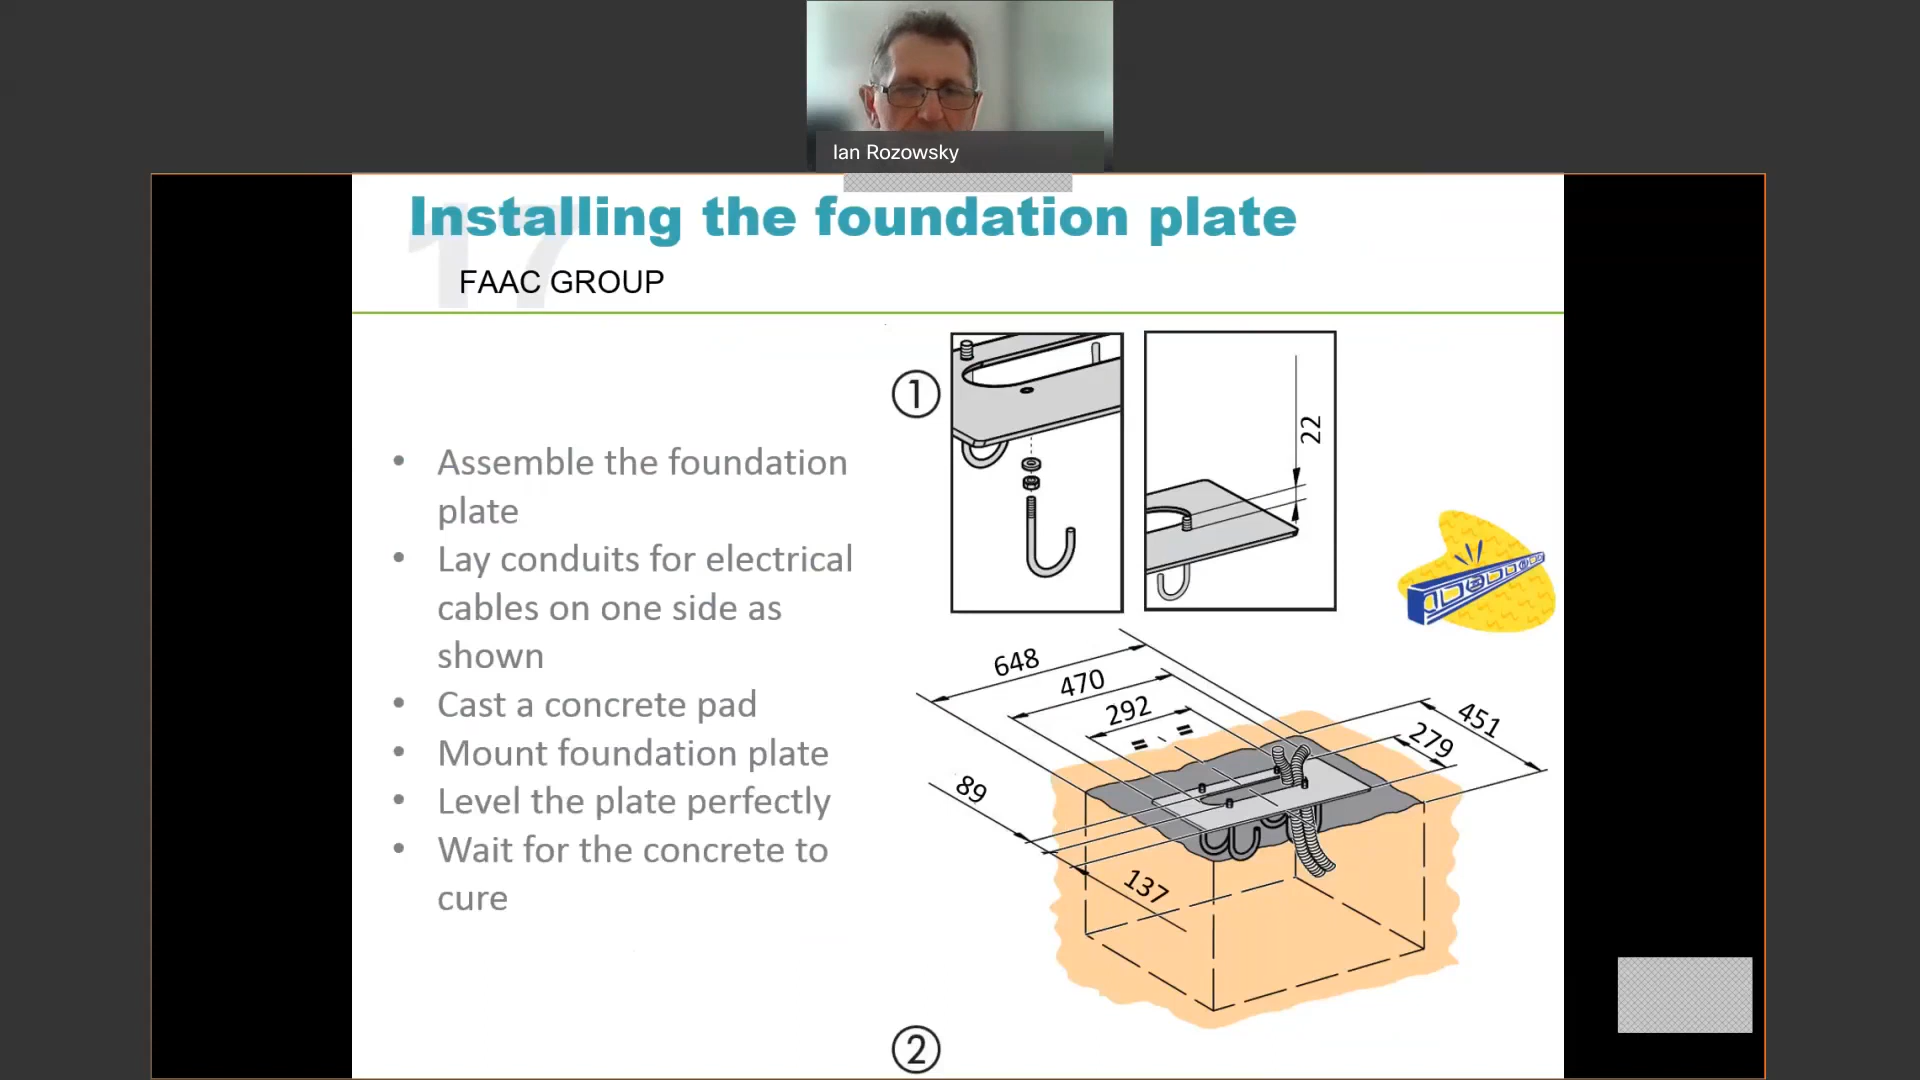 Ian Rozowsky
17
Installing the foundation plate
FAAC GROUP
• Assemble the foundation
plate
• Lay conduits for electrical
cables on one side as
shown
• Cast a concrete pad
• Mount foundation plate
• Level the plate perfectly
• Wait for the concrete to
cure
1
22
648
470
292
= =
451
279
89
137
2